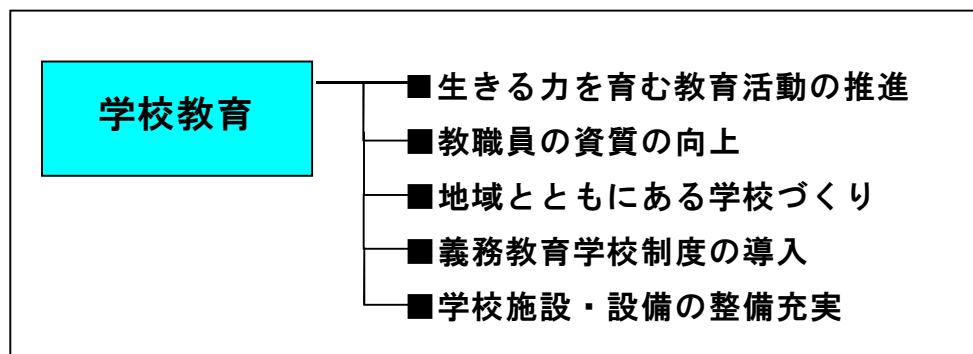 学校教育
■生きる力を育む教育活動の推進
■教職員の資質の向上
■地域とともにある学校づくり
■義務教育学校制度の導入
■学校施設・設備の整備充実